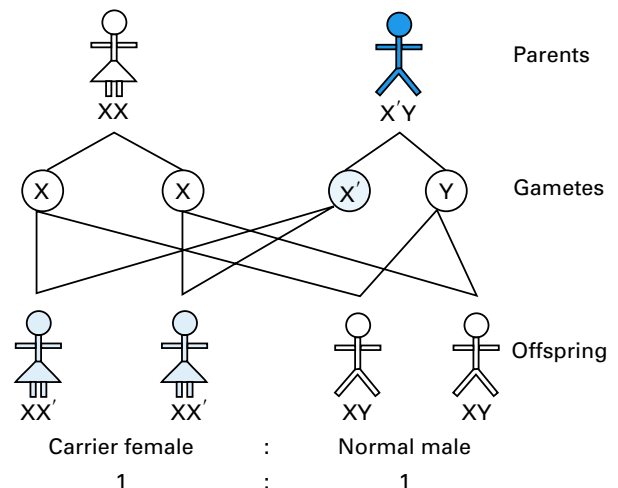 Parents
XX X′Y
X X X′ Y Gametes
Offspring
XX′ XX′ XY XY
Carrier female : Normal male
1 : 1